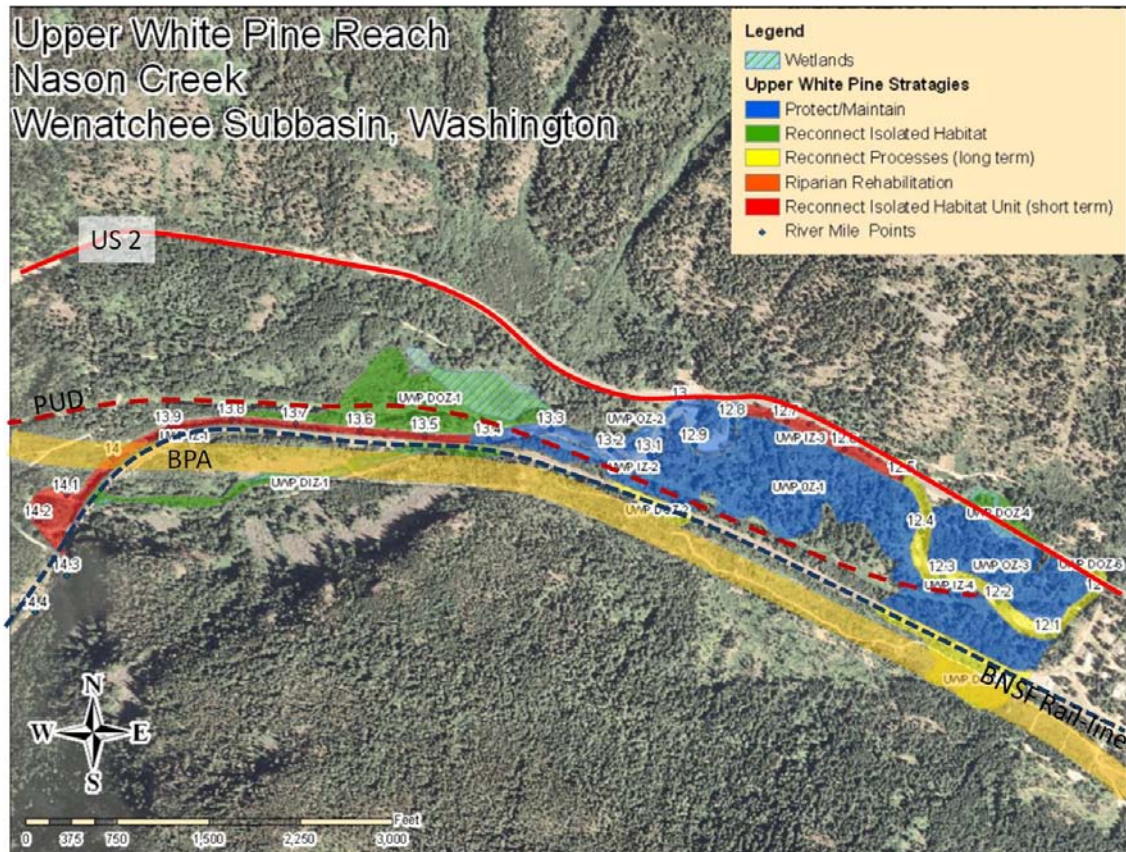 Upper White Pine Reach
Nason Creek
Wenatchee Subbasin, Washington
Legend
Wetlands
Upper White Pine Stratagies
Protect/Maintain
Reconnect Isolated Habitat
Reconnect Processes (long term)
Riparian Rehabilitation
Reconnect Isolated Habitat Unit (short term)
River Mile Points
US 2
PUD
BPA
BNSF Rail-line
UWP DOZ-1
UWP OZ-2
UWP IZ-3
UWP IZ-2
UWP OZ-1
UWP DIZ-1
UWP DOZ-2
UWP DOZ-4
UWP OZ-3
UWP DOZ-6
UWP IZ-4
14.4
14.3
14.2
14.1
14
13.9
13.8
13.7
13.6
13.5
13.4
13.3
13.2
13.1
13
12.9
12.8
12.7
12.5
12.4
12.3
12.2
12.1
12
N
W
E
S
Feet
0 375 750 1,500 2,250 3,000